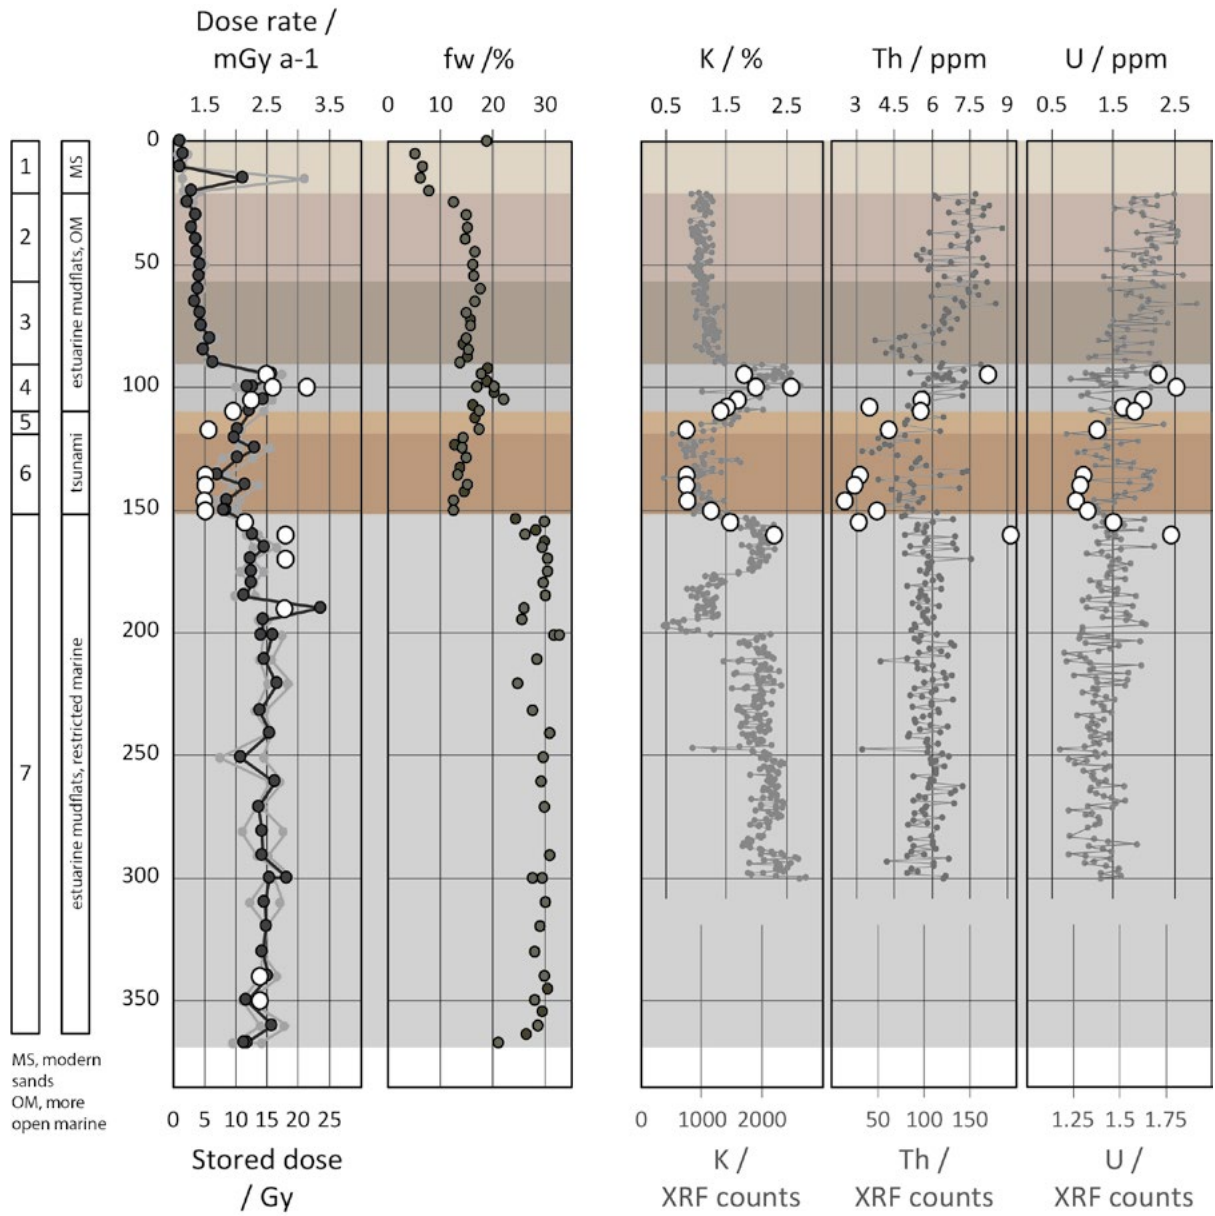 Dose rate /
mGy a-1
fw /%
K / %
Th / ppm
U / ppm
1.5 2.5 3.5
0 10 20 30
0.5 1.5 2.5
3 4.5 6 7.5 9
0.5 1.5 2.5
0
50
100
150
200
250
300
350
1
2
3
4
5
6
7
MS
estuarine mudflats, OM
tsunami
estuarine mudflats, restricted marine
MS, modern
sands
OM, more
open marine
0 5 10 15 20 25
Stored dose
/ Gy
0 1000 2000
K /
XRF counts
50 100 150
Th /
XRF counts
1.25 1.5 1.75
U /
XRF counts